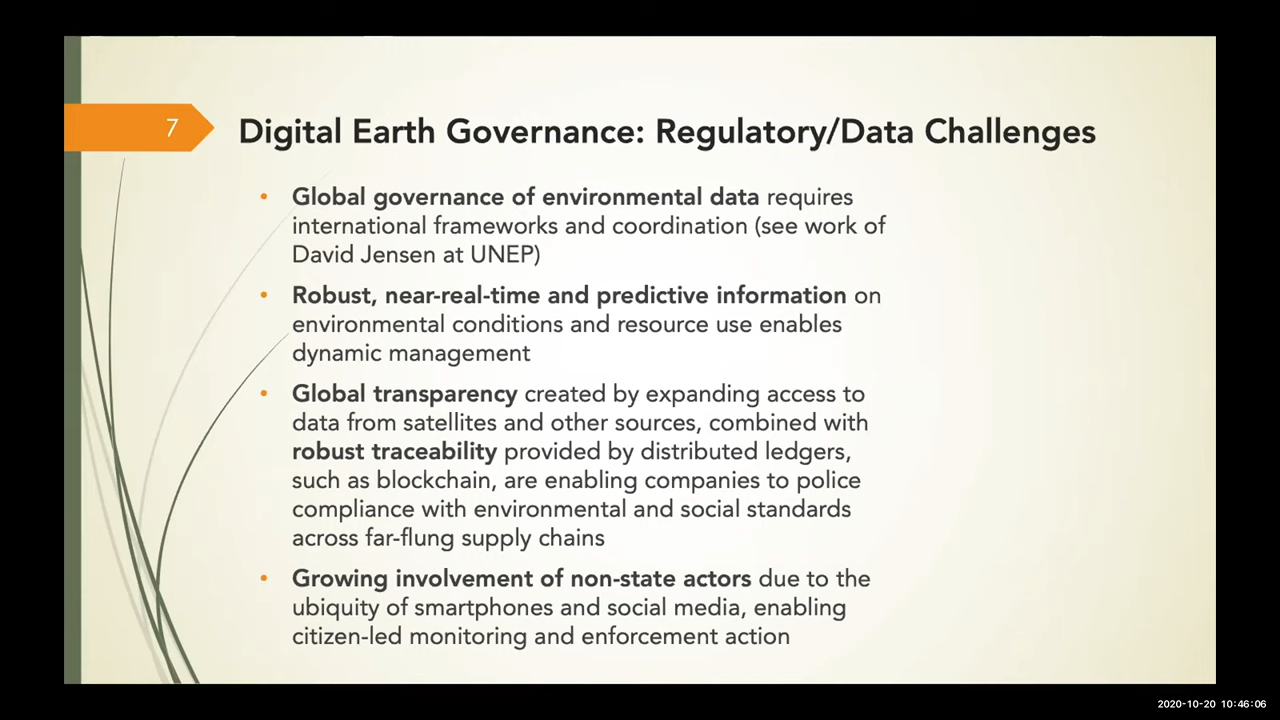 7
Digital Earth Governance: Regulatory/Data Challenges
• Global governance of environmental data requires
international frameworks and coordination (see work of
David Jensen at UNEP)
• Robust, near-real-time and predictive information on
environmental conditions and resource use enables
dynamic management
• Global transparency created by expanding access to
data from satellites and other sources, combined with
robust traceability provided by distributed ledgers,
such as blockchain, are enabling companies to police
compliance with environmental and social standards
across far-flung supply chains
• Growing involvement of non-state actors due to the
ubiquity of smartphones and social media, enabling
citizen-led monitoring and enforcement action
2020-10-20 10:46:06